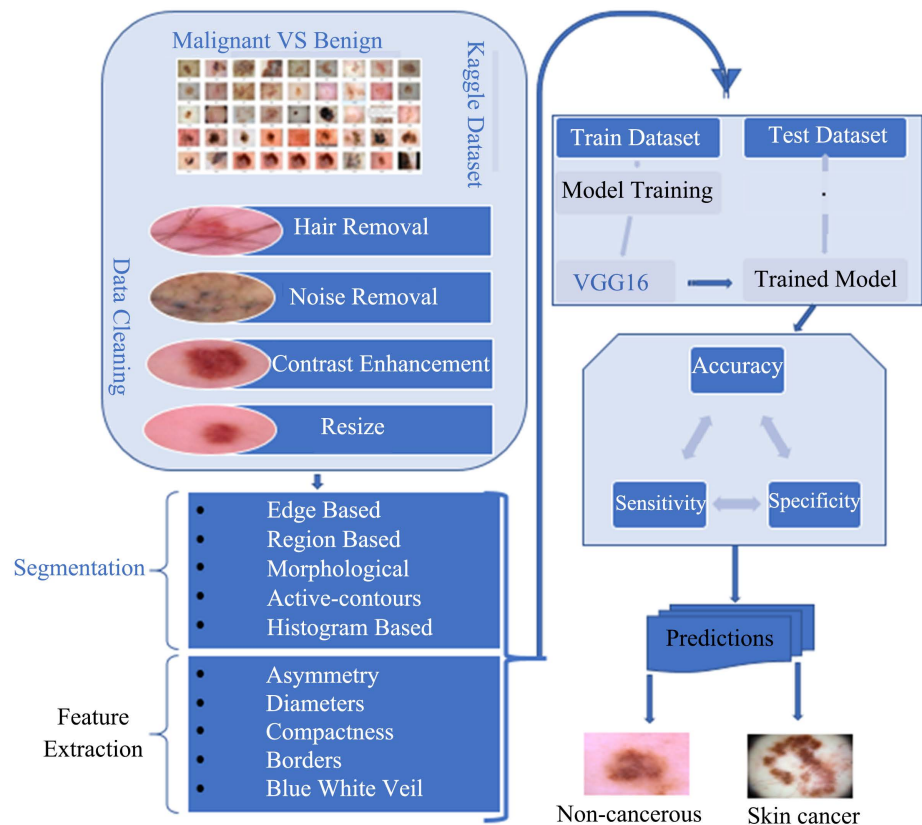 Malignant VS Benign
Kaggle Dataset
Data Cleaning
Hair Removal
Noise Removal
Contrast Enhancement
Resize
Segmentation
• Edge Based
• Region Based
• Morphological
• Active-contours
• Histogram Based
Feature
Extraction
• Asymmetry
• Diameters
• Compactness
• Borders
• Blue White Veil
Train Dataset
Test Dataset
Model Training
.
VGG16
Trained Model
Accuracy
Sensitivity
Specificity
Predictions
Non-cancerous
Skin cancer